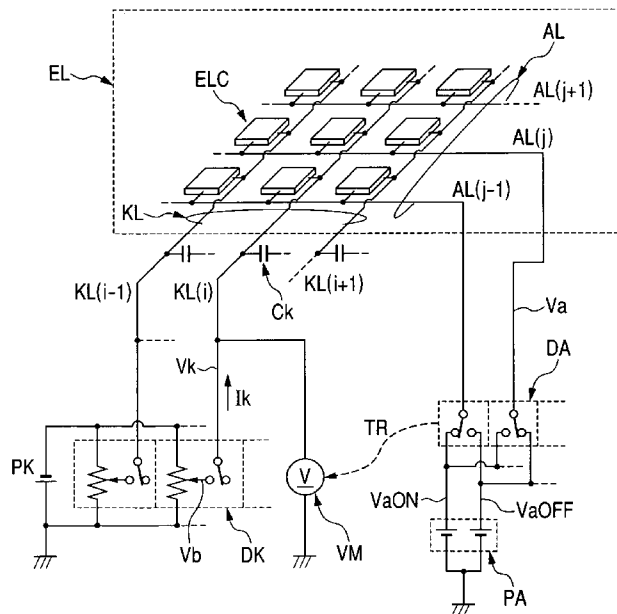 AL
EL
ELC
AL(j+1)
AL(j)
AL(j-1)
KL
KL(i-1)
KL(i)
Ck
KL(i+1)
Va
Vk
Ik
DA
TR
PK
V
VaON
VaOFF
Vb
DK
VM
PA